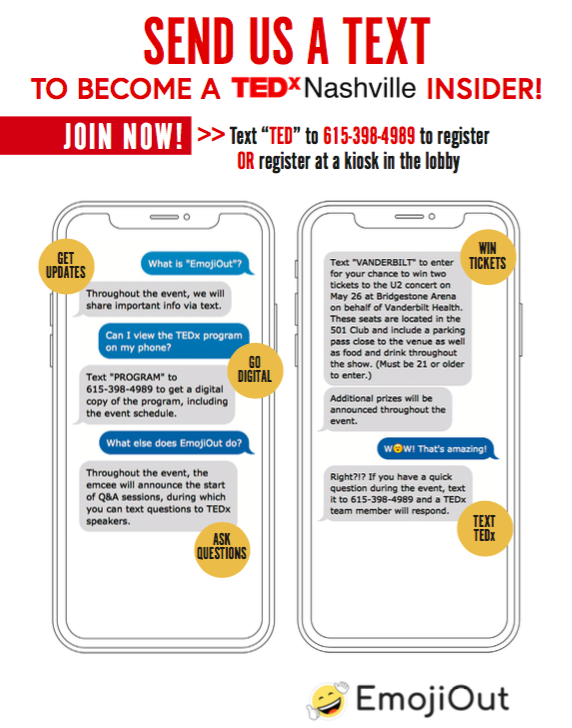 SEND US A TEXT
TO BECOME A TEDxNashville INSIDER!
JOIN NOW! >> Text “TED” to 615-398-4989 to register
OR register at a kiosk in the lobby
GET
UPDATES
What is "EmojiOut"?
Throughout the event, we will
share important info via text.
Can I view the TEDx program
on my phone?
GO
DIGITAL
Text "PROGRAM" to
615-398-4989 to get a digital
copy of the program, including
the event schedule.
What else does EmojiOut do?
Throughout the event, the
emcee will announce the start
of Q&A sessions, during which
you can text questions to TEDx
speakers.
ASK
QUESTIONS
WIN
TICKETS
Text "VANDERBILT" to enter
for your chance to win two
tickets to the U2 concert on
May 26 at Bridgestone Arena
on behalf of Vanderbilt Health.
These seats are located in the
501 Club and include a parking
pass close to the venue as well
as food and drink throughout
the show. (Must be 21 or older
to enter.)
Additional prizes will be
announced throughout the
event.
W😲W! That's amazing!
Right?!? If you have a quick
question during the event, text
it to 615-398-4989 and a TEDx
team member will respond.
TEXT
TEDx
EmojiOut